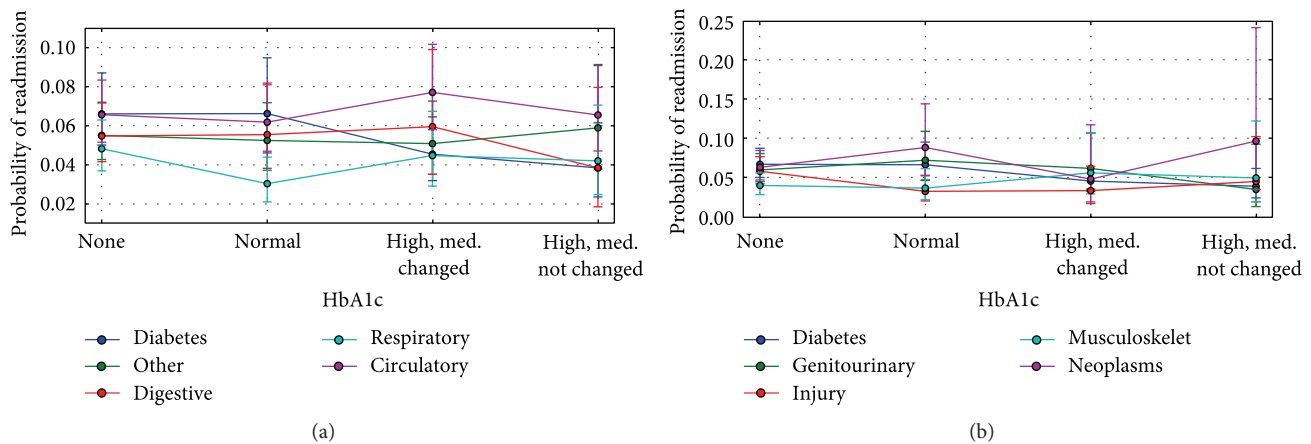 Probability of readmission
0.10
0.08
0.06
0.04
0.02
None
Normal
High, med.
changed
High, med.
not changed
HbA1c
Diabetes
Other
Digestive
Respiratory
Circulatory
(a)
Probability of readmission
0.25
0.20
0.15
0.10
0.05
0.00
None
Normal
High, med.
changed
High, med.
not changed
HbA1c
Diabetes
Genitourinary
Injury
Musculoskelet
Neoplasms
(b)